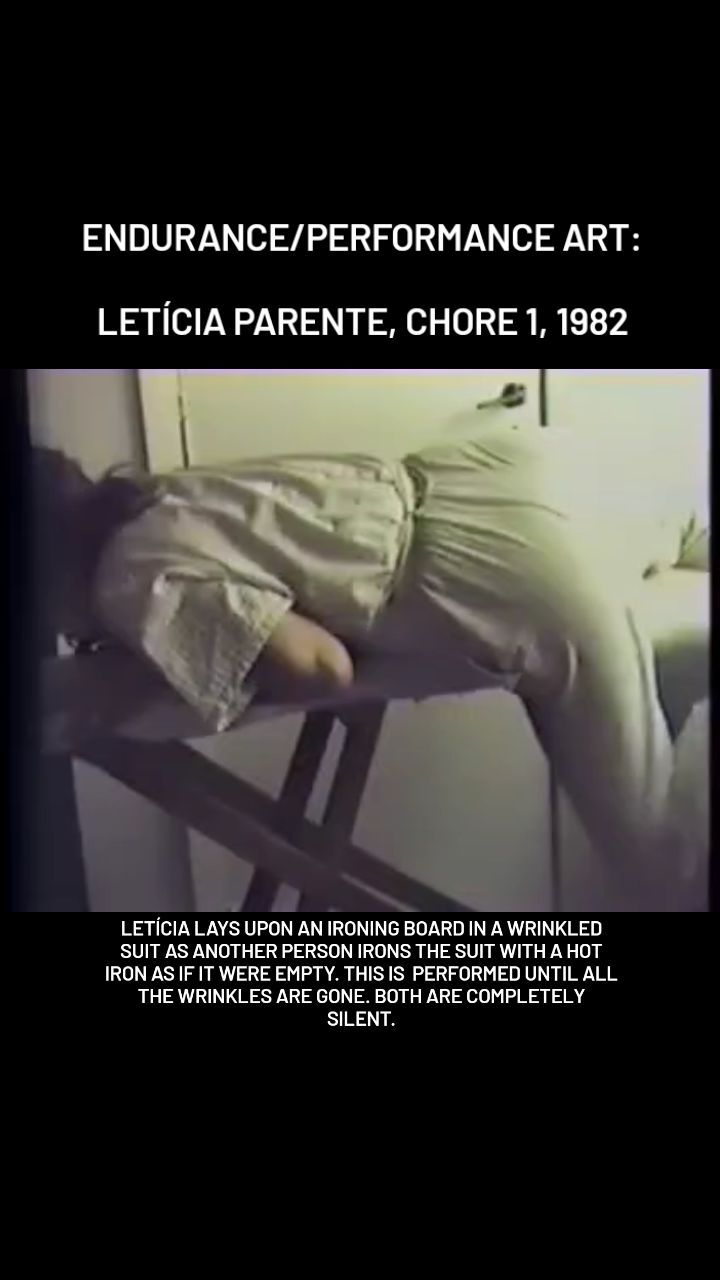 ENDURANCE/PERFORMANCE ART:
LETÍCIA PARENTE, CHORE 1, 1982
LETÍCIA LAYS UPON AN IRONING BOARD IN A WRINKLED
SUIT AS ANOTHER PERSON IRONS THE SUIT WITH A HOT
IRON AS IF IT WERE EMPTY. THIS IS PERFORMED UNTIL ALL
THE WRINKLES ARE GONE. BOTH ARE COMPLETELY
SILENT.